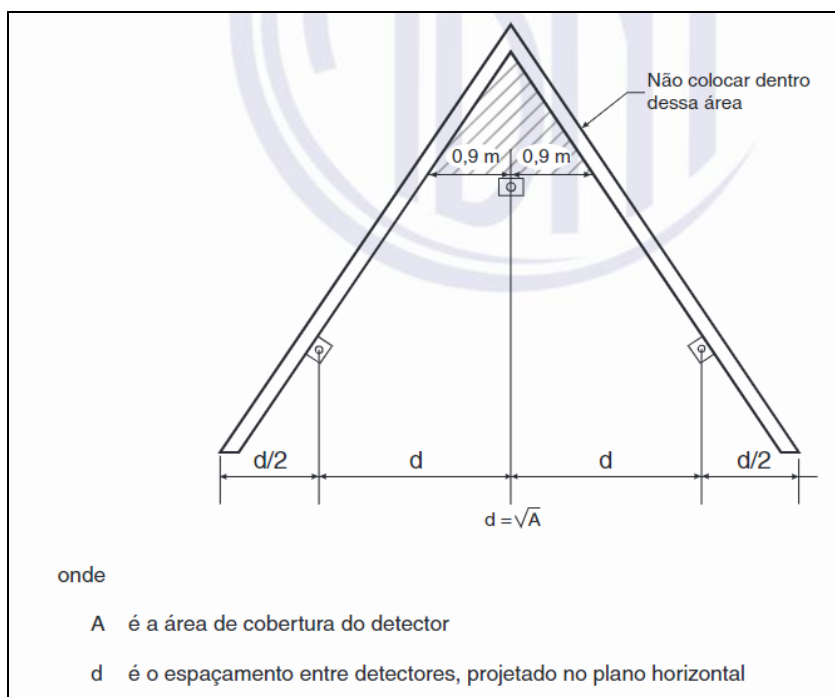 Não colocar dentro
dessa área
0,9 m 0,9 m
d/2 d d d/2
d = √A
onde
A é a área de cobertura do detector
d é o espaçamento entre detectores, projetado no plano horizontal